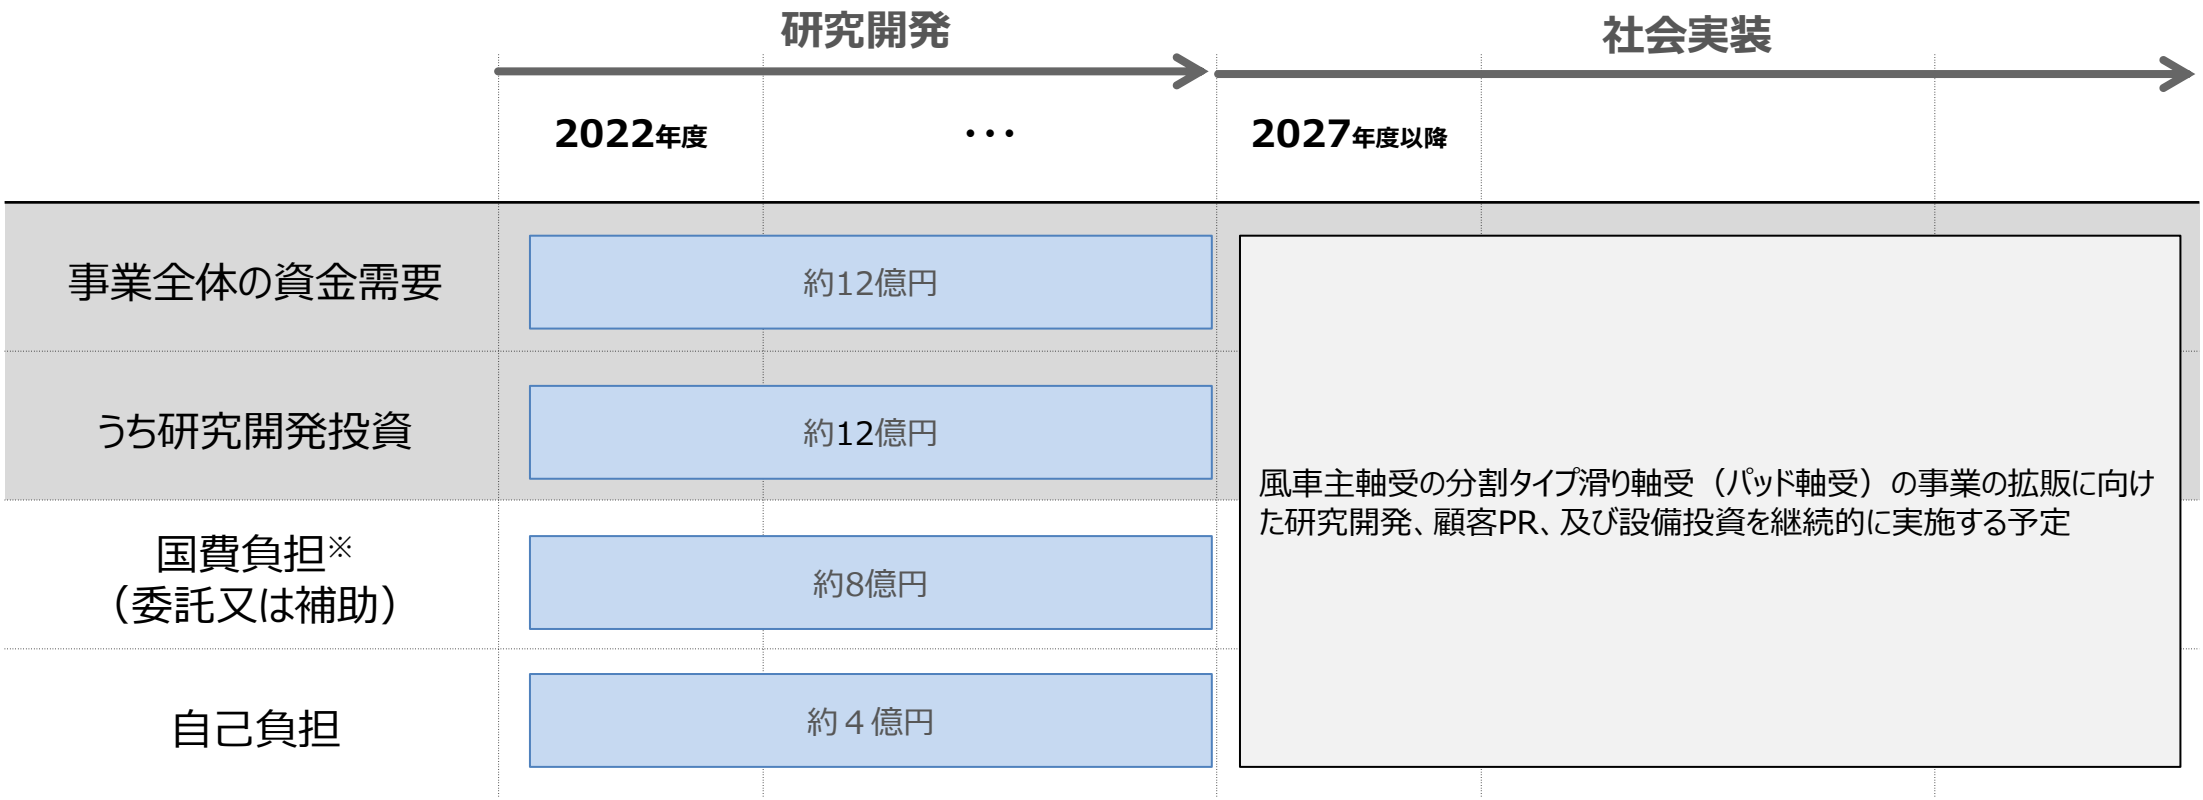 研究開発
社会実装
2022年度
・・・
2027年度以降
事業全体の資金需要
約12億円
うち研究開発投資
約12億円
国費負担※
（委託又は補助）
約8億円
自己負担
約４億円
風車主軸受の分割タイプ滑り軸受（パッド軸受）の事業の拡販に向け
た研究開発、顧客PR、及び設備投資を継続的に実施する予定